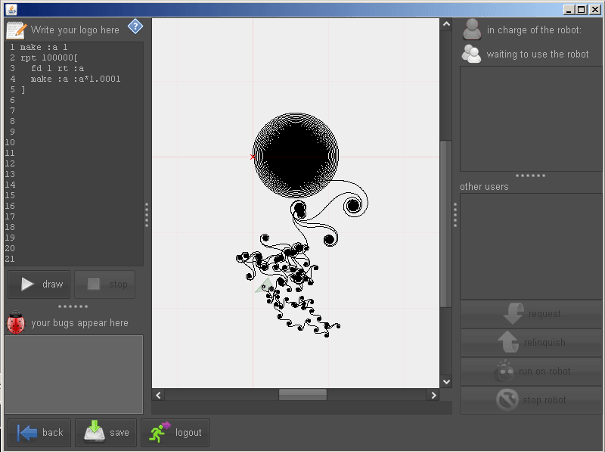 Write your logo here
1 make :a 1
2 rpt 100000[
3 fd 1 rt :a
4 make :a :a*1.0001
5 ]
6
7
8
9
10
11
12
13
14
15
16
17
18
19
20
21
draw
stop
your bugs appear here
back
save
logout
in charge of the robot:
waiting to use the robot
other users
request
relinquish
run on robot
stop robot